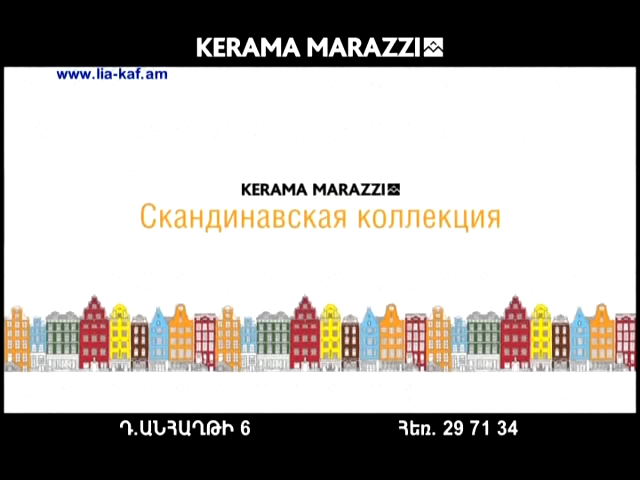 KERAMA MARAZZI
www.lia-kaf.am
KERAMA MARAZZI
Скандинавская коллекция
Դ.ԱՆՀԱՂԹԻ 6
Հեռ. 29 71 34